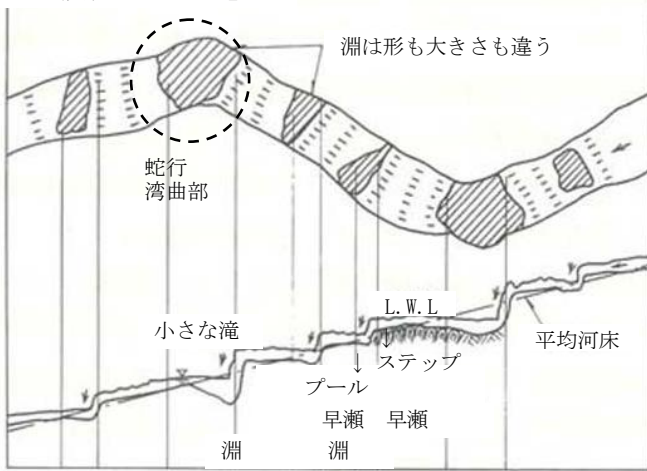 淵は形も大きさも違う
蛇行
湾曲部
L.W.L
小さな滝
平均河床
ステップ
プール
早瀬 早瀬
淵 淵